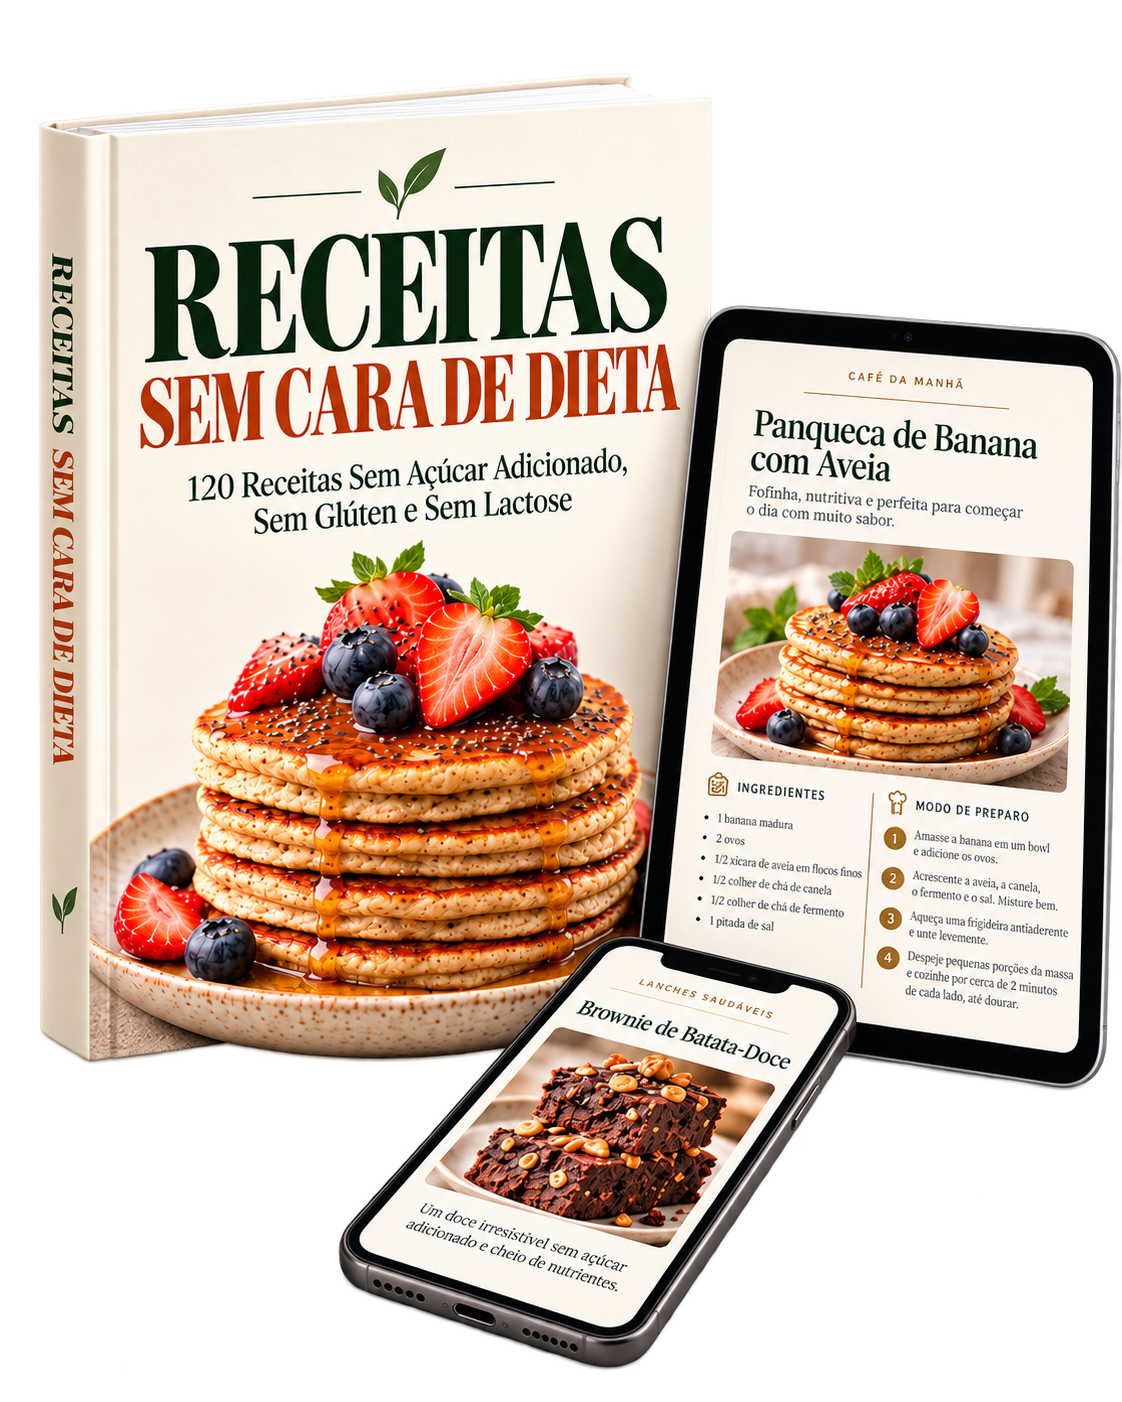 RECEITAS SEM CARA DE DIETA
RECEITAS
SEM CARA DE DIETA
120 Receitas Sem Açúcar Adicionado,
Sem Glúten e Sem Lactose
CAFÉ DA MANHÃ
Panqueca de Banana
com Aveia
Fofinha, nutritiva e perfeita para começar
o dia com muito sabor.
INGREDIENTES
• 1 banana madura
• 2 ovos
• 1/2 xícara de aveia em flocos finos
• 1/2 colher de chá de canela
• 1/2 colher de chá de fermento
• 1 pitada de sal
MODO DE PREPARO
1 Amasse a banana em um bowl
e adicione os ovos.
2 Acrescente a aveia, a canela,
o fermento e o sal. Misture bem.
3 Aqueça uma frigideira antiaderente
e unte levemente.
4 Despeje pequenas porções da massa
e cozinhe por cerca de 2 minutos
de cada lado, até dourar.
LANCHES SAUDÁVEIS
Brownie de Batata-Doce
Um doce irresistível sem açúcar
adicionado e cheio de nutrientes.